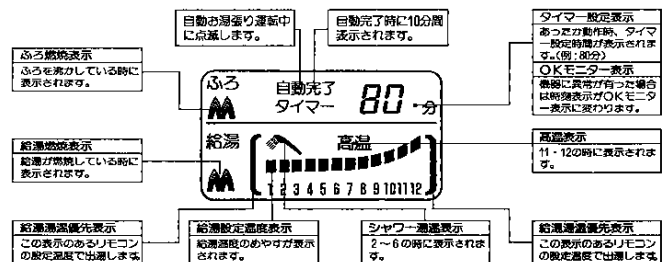 自動お湯張り運転中
に点滅します。
自動完了時に10分間
表示されます。
タイマー設定表示
あったか動作時、タイマ
ー設定時間が表示されま
す。(例:80分)
OKモニター表示
機器に異常が有った場合
は時刻表示がOKモニタ
ー表示に変わります。
ふろ燃焼表示
ふろを沸かしている時に
表示されます。
ふろ
自動完了
タイマー
80
分
給湯燃焼表示
給湯が燃焼している時に
表示されます。
給湯
高温
1 2 3 4 5 6 7 8 9 10 11 12
高温表示
11・12の時に表示されま
す。
給湯湯温優先表示
この表示のあるリモコン
の設定温度で出湯します
給湯設定温度表示
給湯温度のめやすが表示
されます。
シャワー適温表示
2~6の時に表示されま
す。
給湯湯温優先表示
この表示のあるリモコン
の設定温度で出湯します